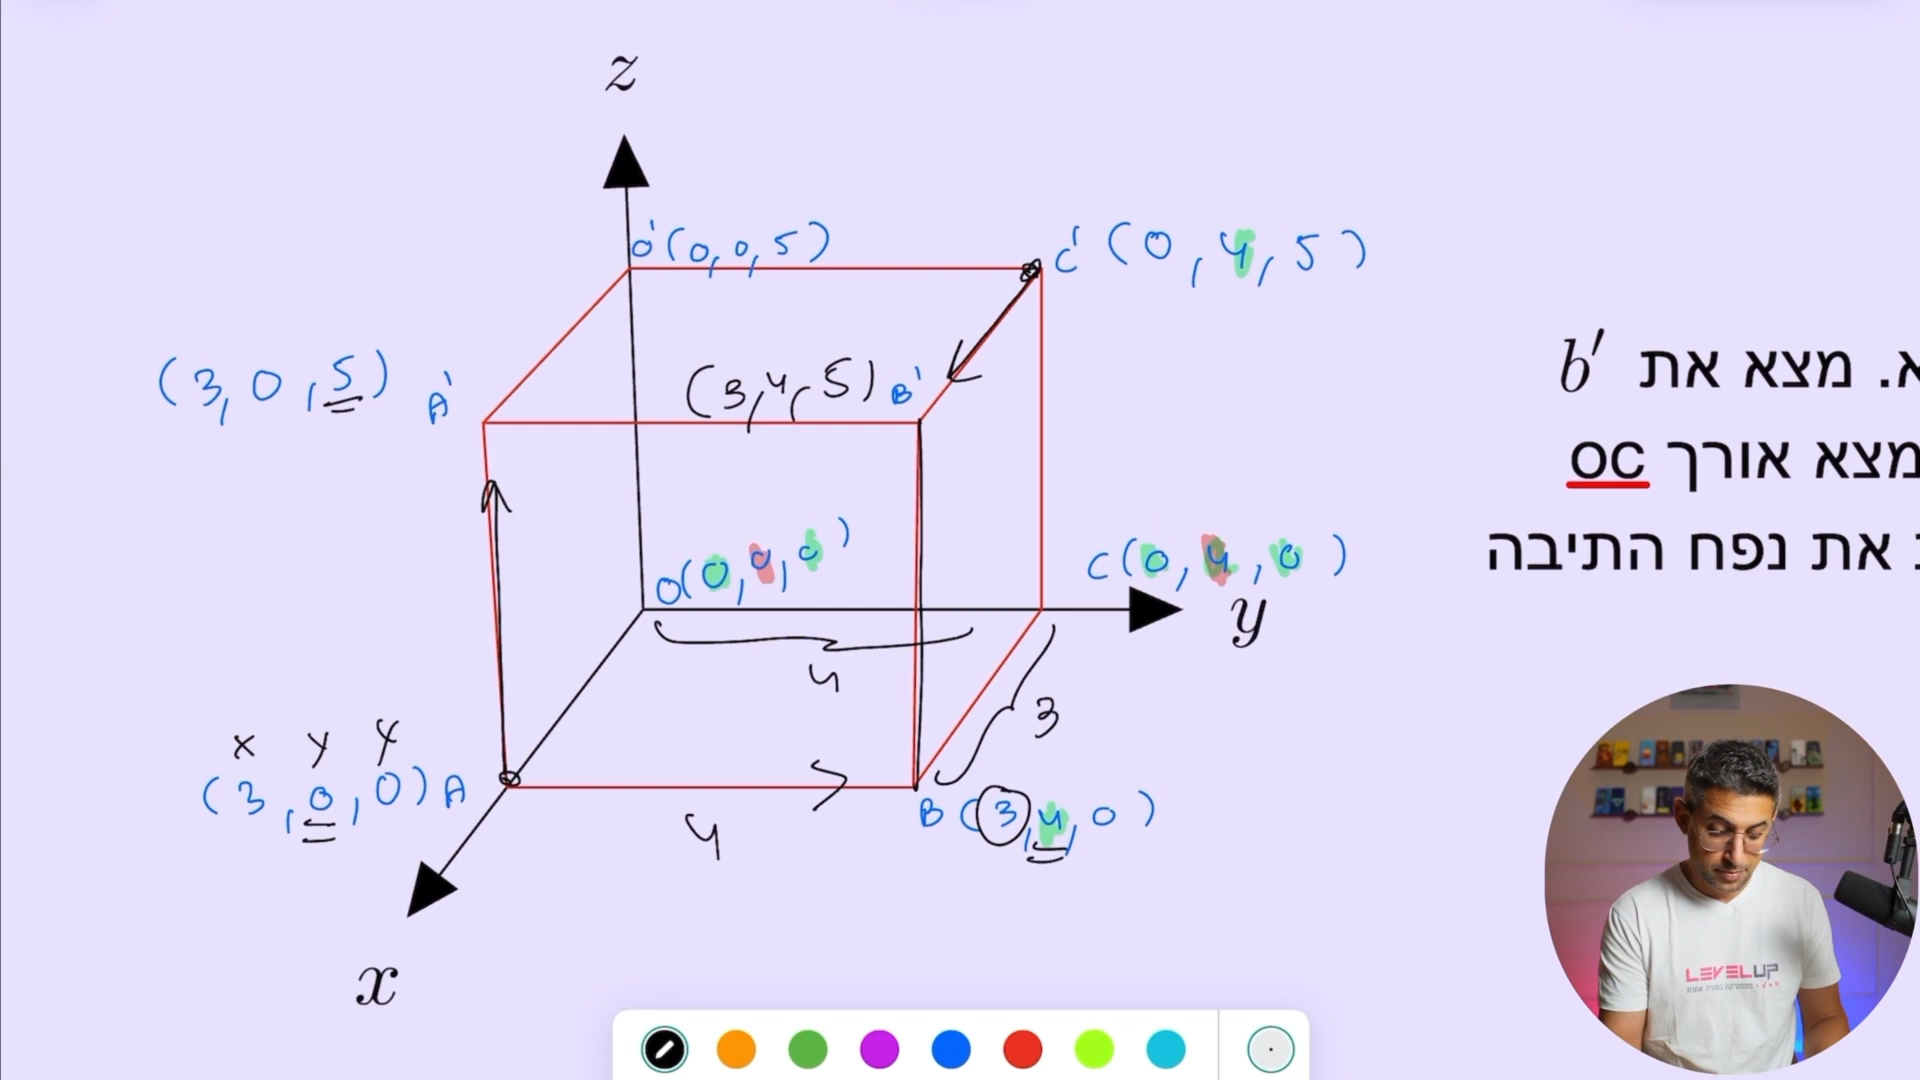 z
O'(0,0,5)
C'(0,4,5)
(3,0,5) A'
(3,4,5) B'
א. מצא את b'
מצא אורך OC
את נפח התיבה
O(0,0,0)
C(0,4,0)
y
4
3
x y
(3,0,0) A
4
B(3,4,0)
x
LEVELUP